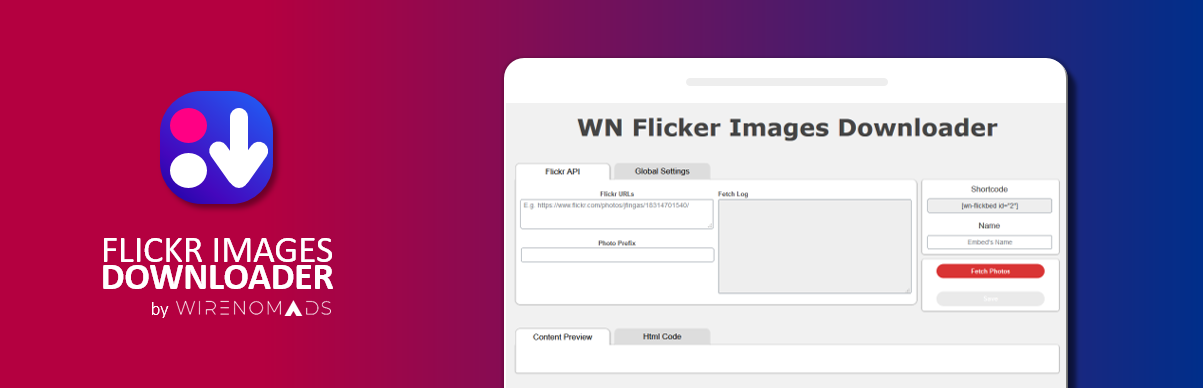 FLICKR IMAGES
DOWNLOADER
by WIRENOMADS
WN Flicker Images Downloader
Flickr API
Global Settings
Flickr URLs
E.g. https://www.flickr.com/photos/jfingas/18314701540/
Photo Prefix
Fetch Log
Shortcode
[wn-flickbed id="2"]
Name
Embed's Name
Fetch Photos
Save
Content Preview
Html Code